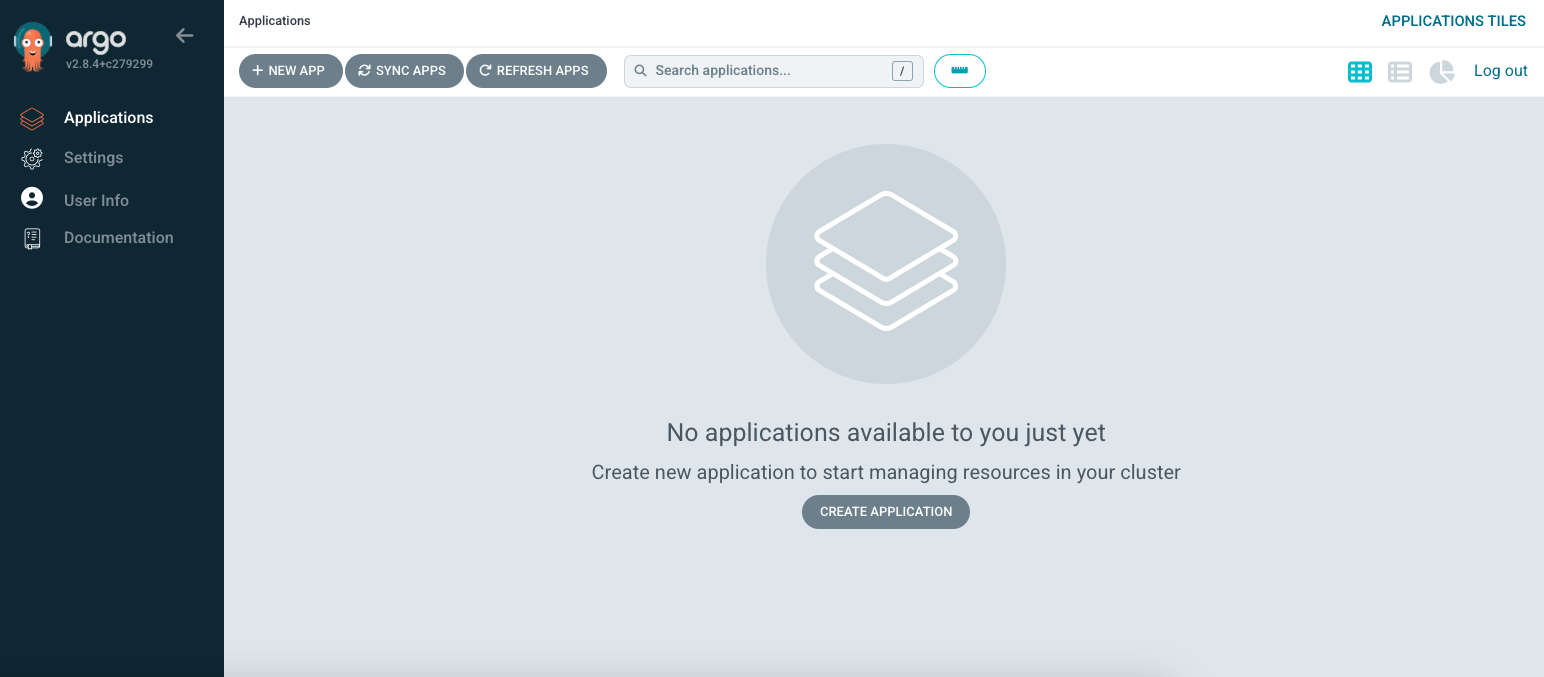 argo
v2.8.4+c279299
Applications
Settings
User Info
Documentation
Applications
APPLICATIONS TILES
+ NEW APP
SYNC APPS
REFRESH APPS
Search applications...
/
Log out
No applications available to you just yet
Create new application to start managing resources in your cluster
CREATE APPLICATION